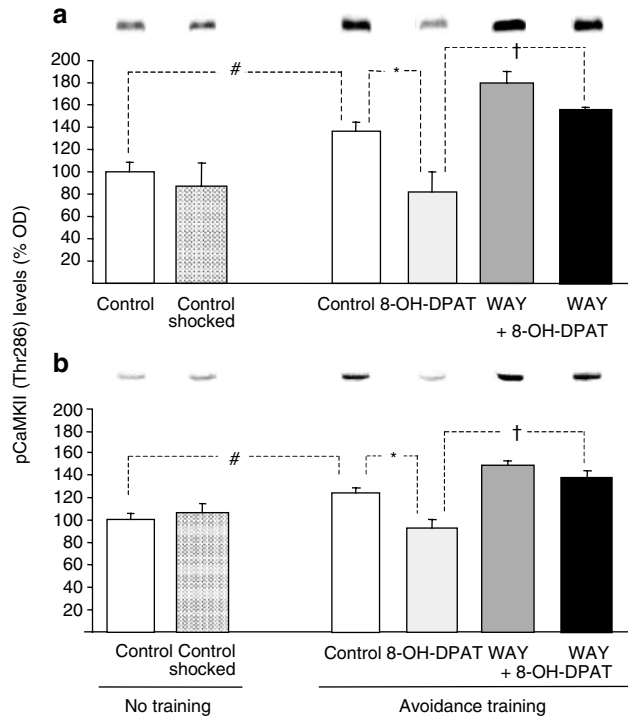 a
200
180
160
140
120
100
80
60
40
20
# * †
Control Control shocked Control 8-OH-DPAT WAY WAY
+ 8-OH-DPAT
pCaMKII (Thr286) levels (% OD)
b
200
180
160
140
120
100
80
60
40
20
# * †
Control Control shocked Control 8-OH-DPAT WAY WAY
+ 8-OH-DPAT
No training Avoidance training